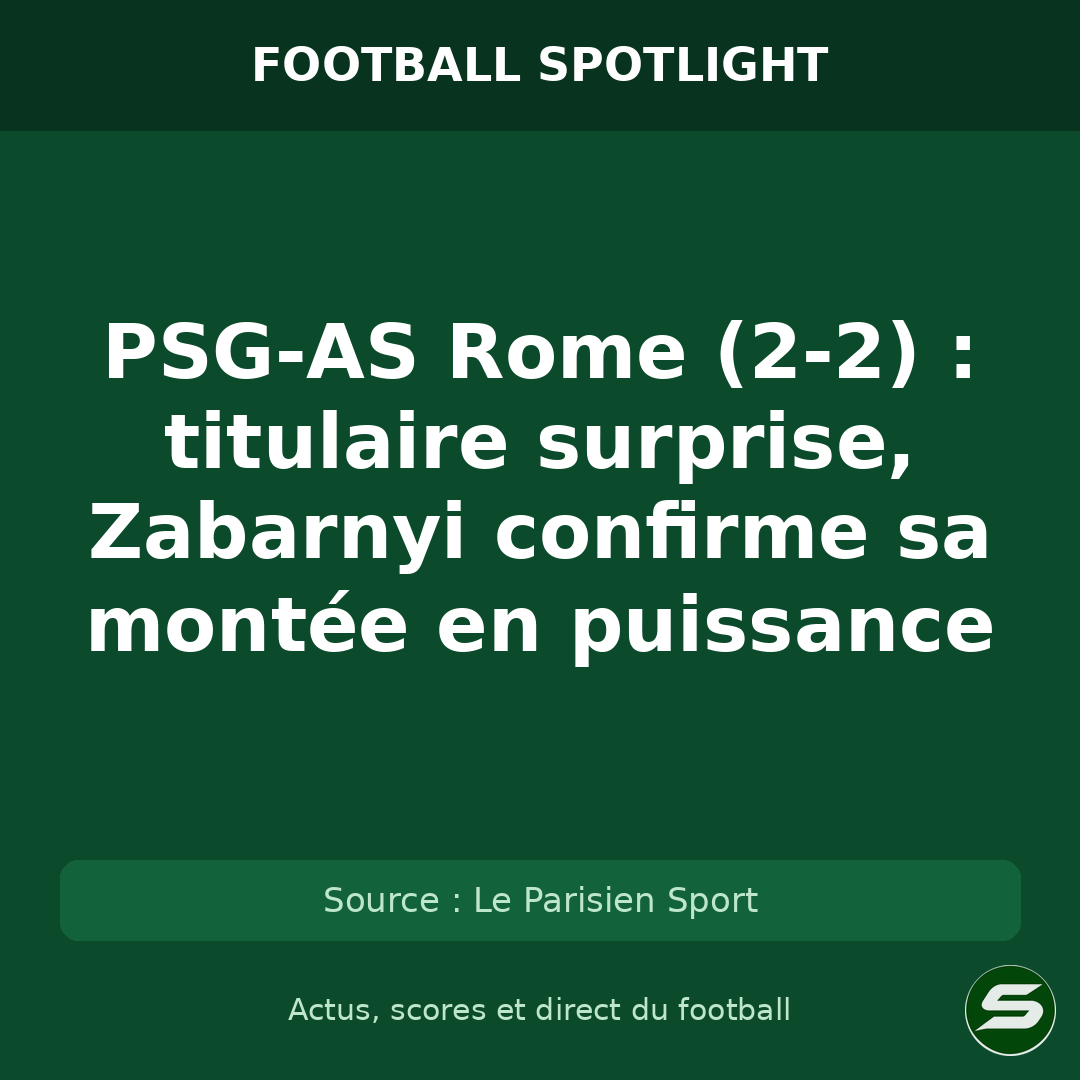 FOOTBALL SPOTLIGHT
PSG-AS Rome (2-2) :
titulaire surprise,
Zabarnyi confirme sa
montée en puissance
Source : Le Parisien Sport
Actus, scores et direct du football
S